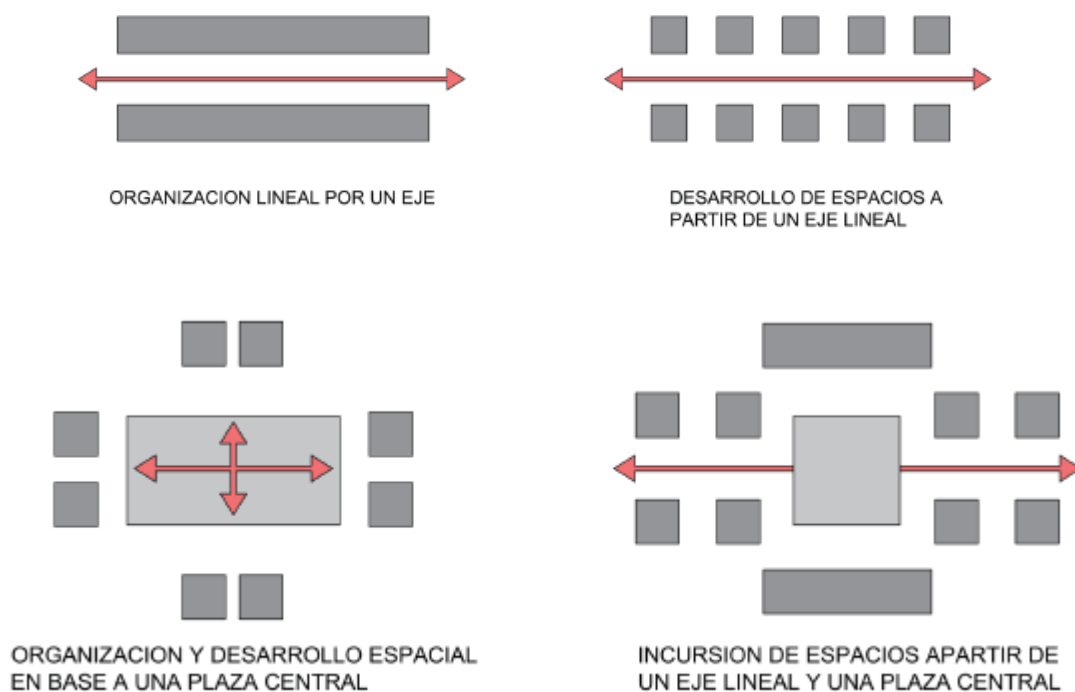 ORGANIZACION LINEAL POR UN EJE
DESARROLLO DE ESPACIOS A
PARTIR DE UN EJE LINEAL
ORGANIZACION Y DESARROLLO ESPACIAL
EN BASE A UNA PLAZA CENTRAL
INCURSION DE ESPACIOS APARTIR DE
UN EJE LINEAL Y UNA PLAZA CENTRAL